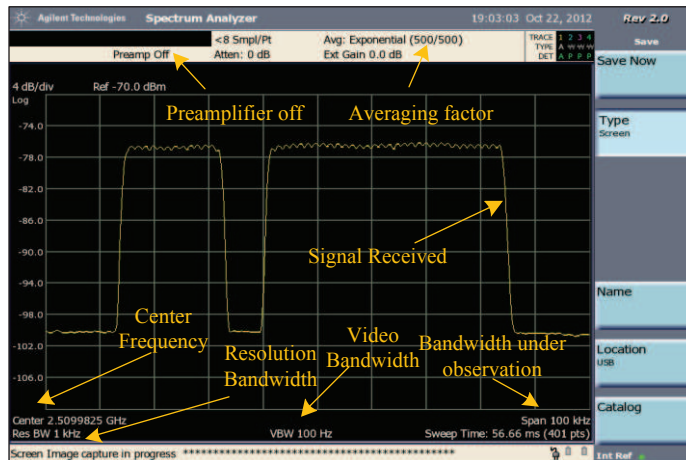 Agilent Technologies Spectrum Analyzer 19:03:03 Oct 22, 2012 Rev 2.0
<8 Smpl/Pt Avg: Exponential (500/500) TRACE 1 2 3 4 Save
Preamp Off Atten: 0 dB Ext Gain 0.0 dB TYPE A W W W
DET A P P P
Save Now
4 dB/div Ref -70.0 dBm
Log
Preamplifier off Averaging factor
-74.0
Type
Screen
-78.0
-82.0
-86.0
-90.0
Signal Received
-94.0
Name
-98.0
Center
Frequency
Video
Bandwidth
Bandwidth under
observation
-102.0
Resolution
Bandwidth
Location
USB
-106.0
Catalog
Center 2.5099825 GHz Span 100 kHz
Res BW 1 kHz VBW 100 Hz Sweep Time: 56.66 ms (401 pts)
Screen Image capture in progress ******************************************** Int Ref